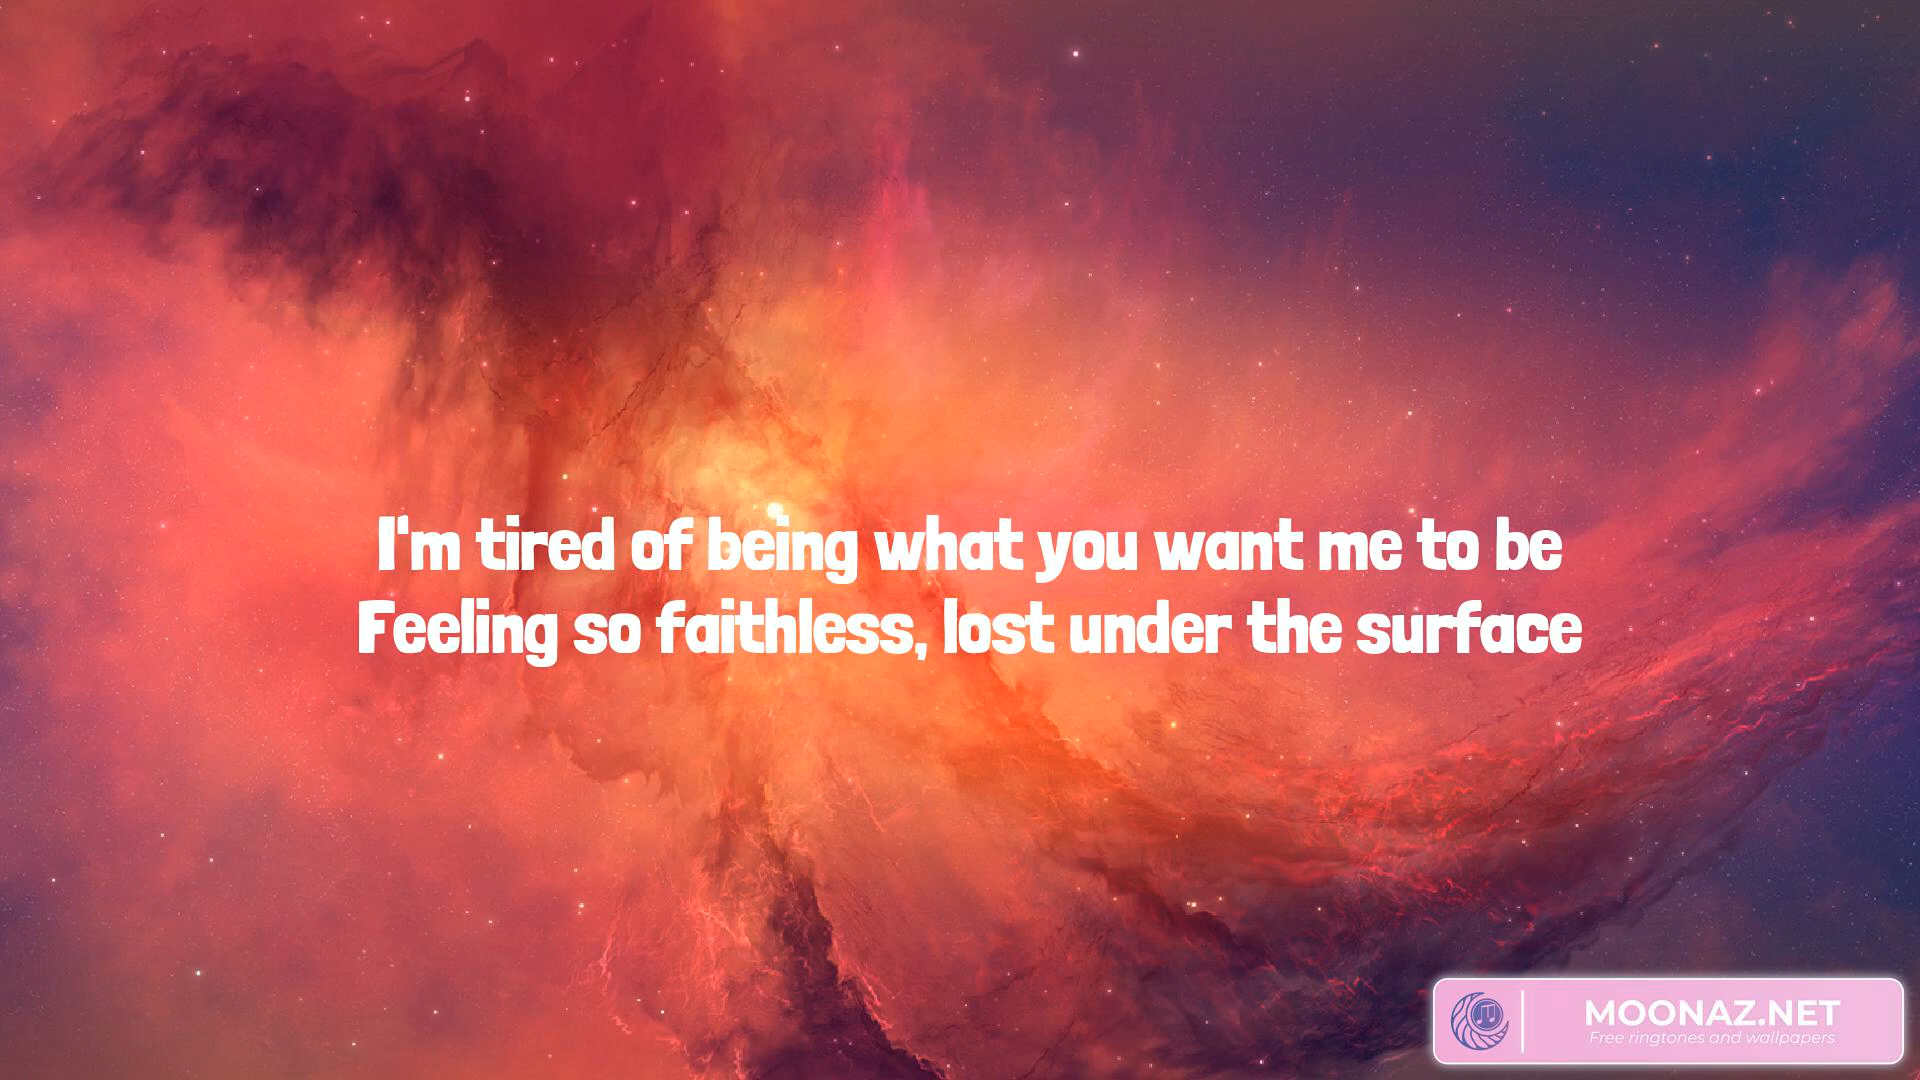 I'm tired of being what you want me to be
Feeling so faithless, lost under the surface
MOONAZ.NET
Free ringtones and wallpapers